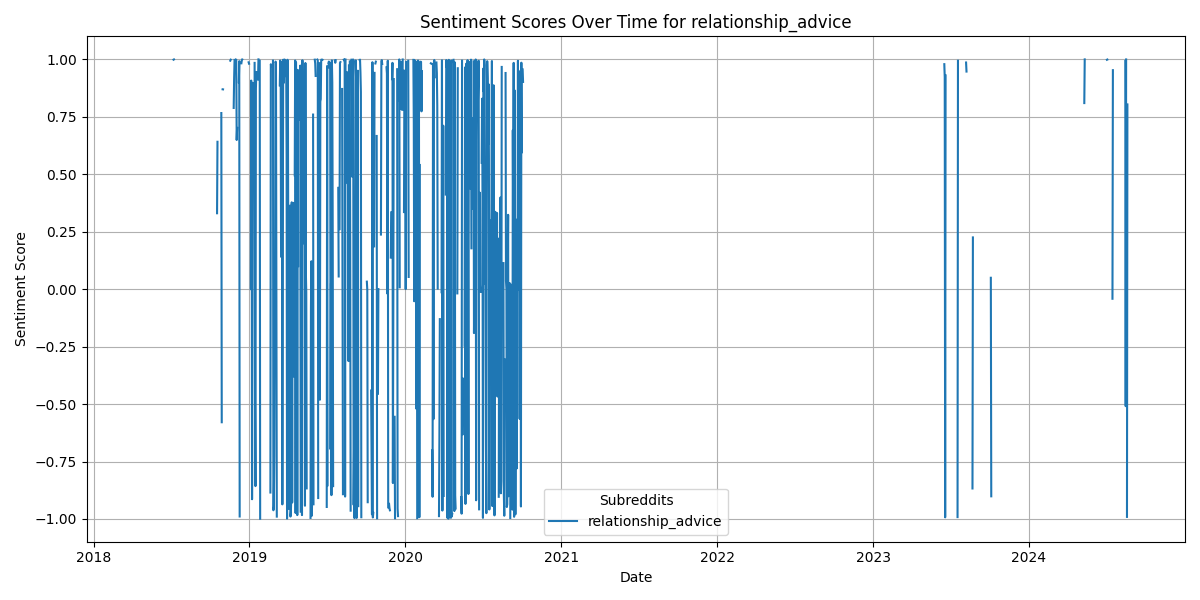 Sentiment Scores Over Time for relationship_advice
1.00
0.75
0.50
0.25
0.00
−0.25
−0.50
−0.75
−1.00
Sentiment Score
Subreddits
relationship_advice
2018 2019 2020 2021 2022 2023 2024
Date